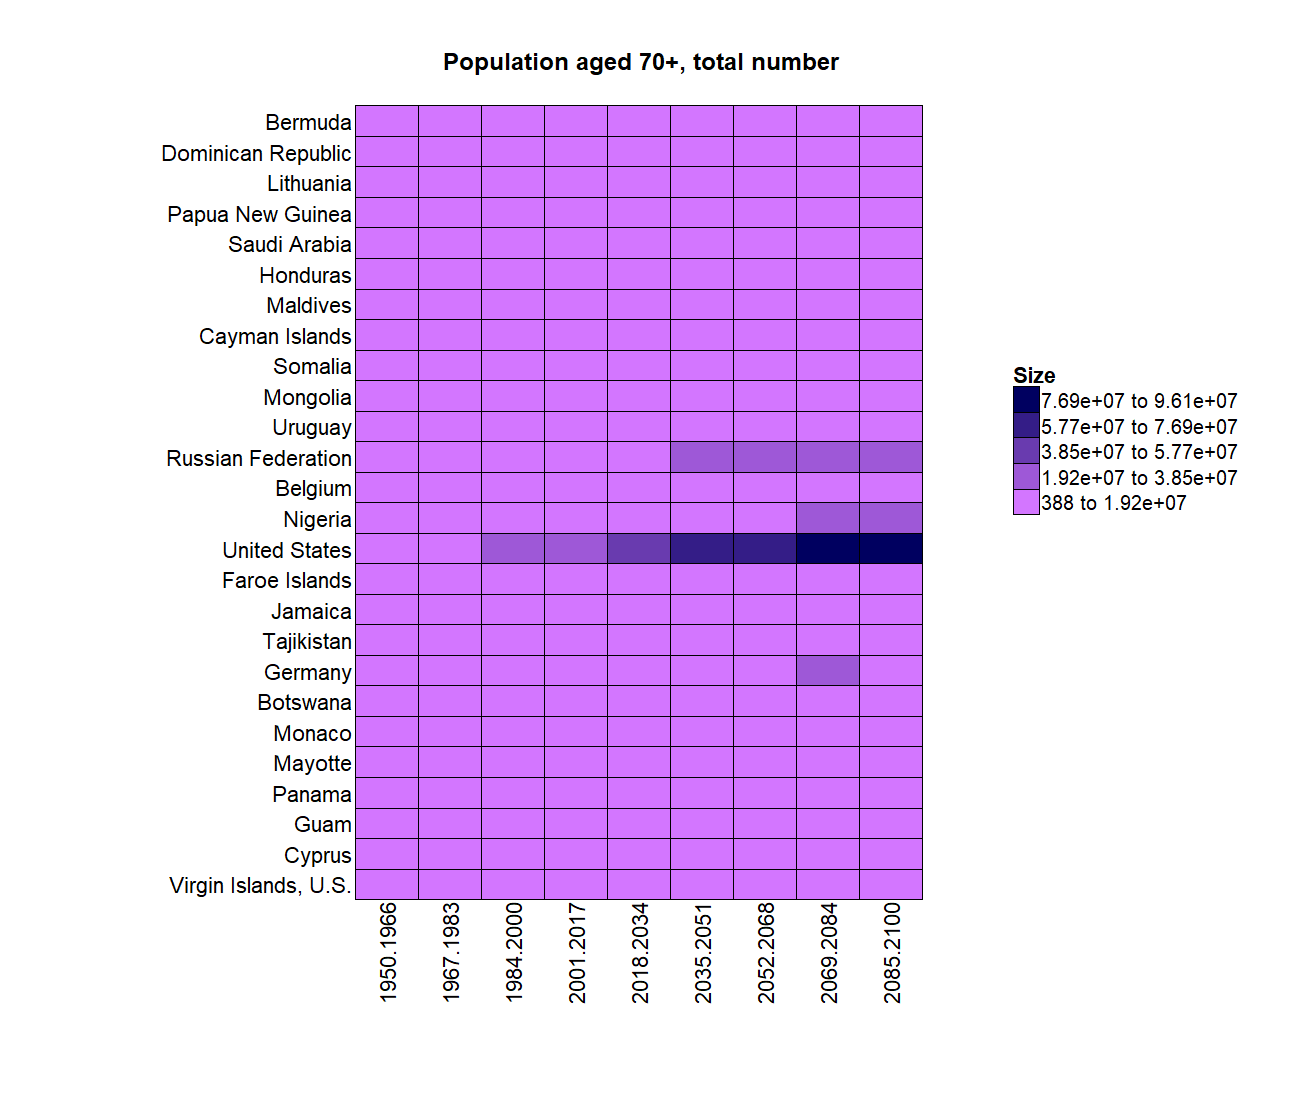 Population aged 70+, total number
Bermuda
Dominican Republic
Lithuania
Papua New Guinea
Saudi Arabia
Honduras
Maldives
Cayman Islands
Somalia
Mongolia
Uruguay
Russian Federation
Belgium
Nigeria
United States
Faroe Islands
Jamaica
Tajikistan
Germany
Botswana
Monaco
Mayotte
Panama
Guam
Cyprus
Virgin Islands, U.S.
1950.1966
1967.1983
1984.2000
2001.2017
2018.2034
2035.2051
2052.2068
2069.2084
2085.2100
Size
7.69e+07 to 9.61e+07
5.77e+07 to 7.69e+07
3.85e+07 to 5.77e+07
1.92e+07 to 3.85e+07
388 to 1.92e+07